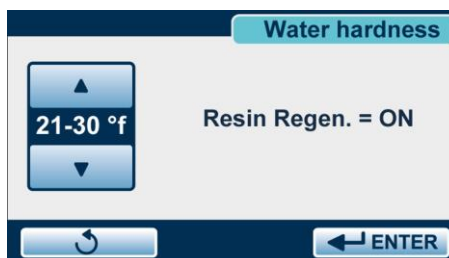 Water hardness
21-30 °f
Resin Regen. = ON
ENTER